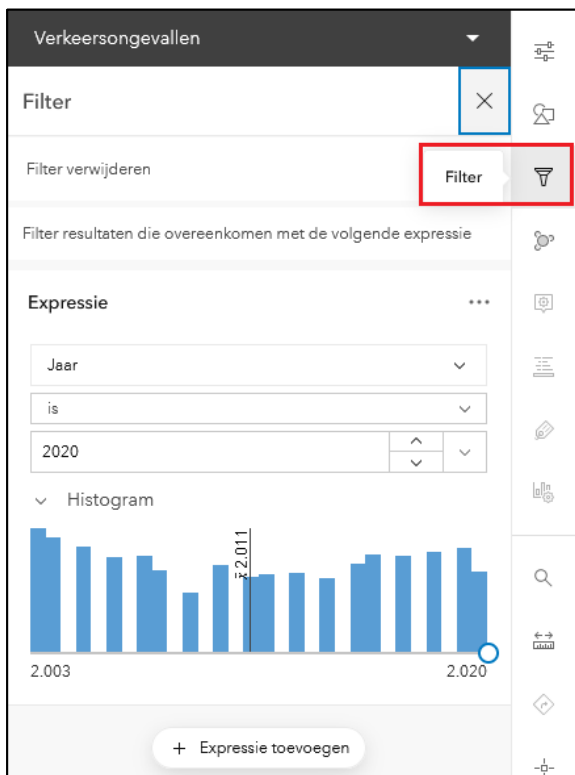 Verkeersongevallen
Filter
Filter verwijderen
Filter
Filter resultaten die overeenkomen met de volgende expressie
Expressie
Jaar
is
2020
Histogram
x̄ 2.011
2.003
2.020
+ Expressie toevoegen